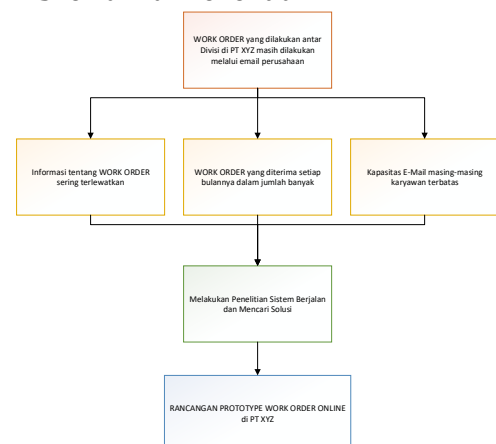 WORK ORDER yang dilakukan antar
Divisi di PT XYZ masih dilakukan
melalui email perusahaan
Informasi tentang WORK ORDER
sering terlewatkan
WORK ORDER yang diterima setiap
bulannya dalam jumlah banyak
Kapasitas E-Mail masing-masing
karyawan terbatas
Melakukan Penelitian Sistem Berjalan
dan Mencari Solusi
RANCANGAN PROTOTYPE WORK ORDER ONLINE
di PT XYZ